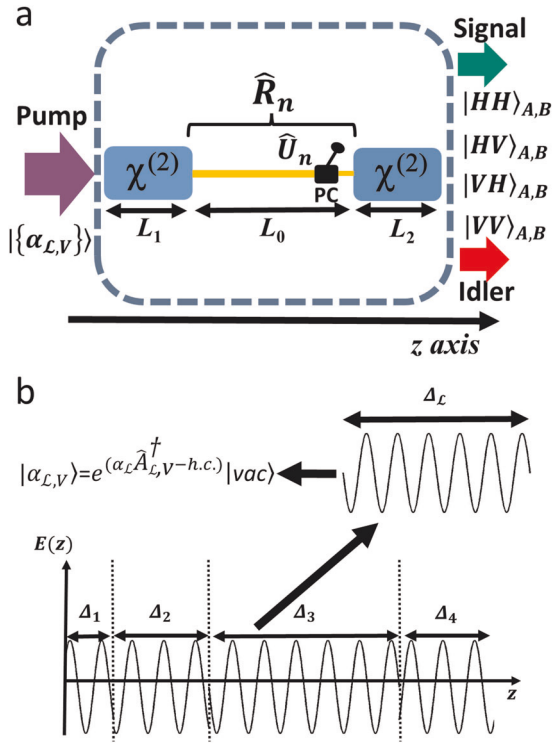 a
Signal
Pump
R̂ₙ
|HH⟩A,B
Ûₙ
|HV⟩A,B
χ⁽²⁾
χ⁽²⁾
PC
|VH⟩A,B
L₁
L₀
L₂
|VV⟩A,B
|{αℒ,V}⟩
Idler
z axis
b
Δℒ
|αℒ,V⟩=e^(αℒÂ†ℒ,V−h.c.)|vac⟩
E(z)
Δ₁
Δ₂
Δ₃
Δ₄
z